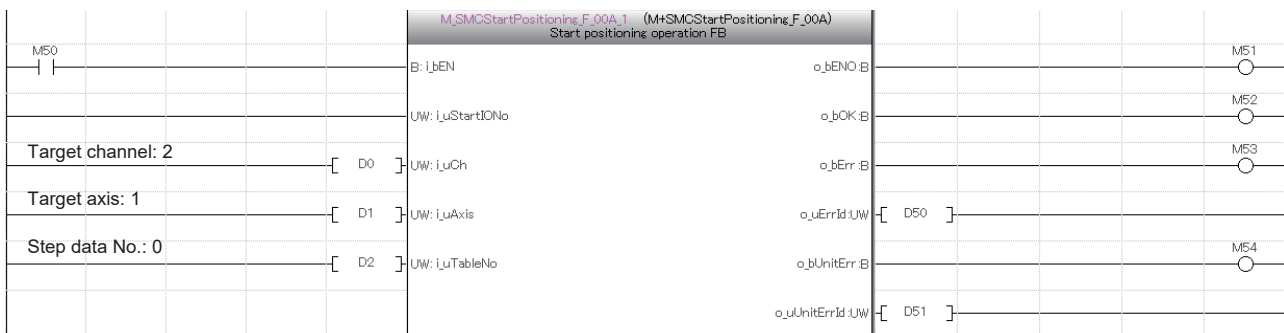 M_SMCStartPositioning_F_00A_1 (M+SMCStartPositioning_F_00A)
Start positioning operation FB
M50
B: i_bEN
o_bENO:B
M51
UW: i_uStartIONo
o_bOK:B
M52
Target channel: 2
D0
UW: i_uCh
o_bErr:B
M53
Target axis: 1
D1
UW: i_uAxis
o_uErrId:UW
D50
Step data No.: 0
D2
UW: i_uTableNo
o_bUnitErr:B
M54
o_uUnitErrId:UW
D51